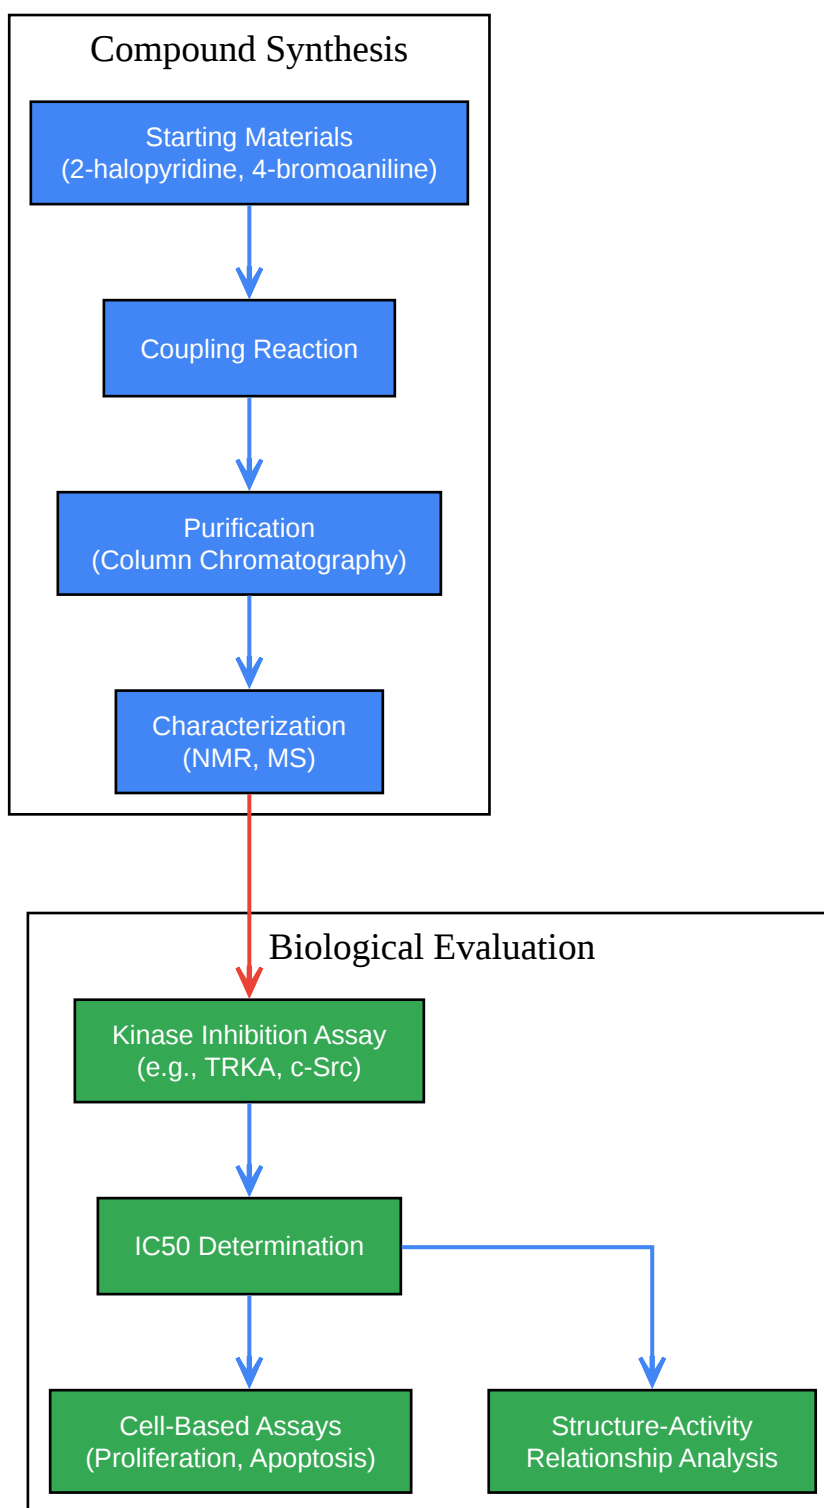 Compound Synthesis
Starting Materials
(2-halopyridine, 4-bromoaniline)
Coupling Reaction
Purification
(Column Chromatography)
Characterization
(NMR, MS)
Biological Evaluation
Kinase Inhibition Assay
(e.g., TRKA, c-Src)
IC50 Determination
Cell-Based Assays
(Proliferation, Apoptosis)
Structure-Activity
Relationship Analysis